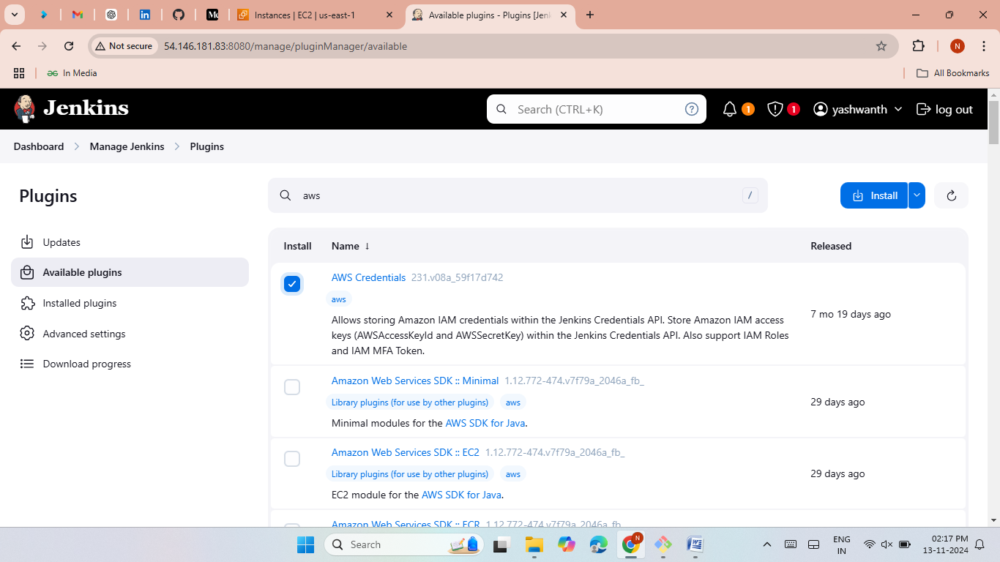 Instances | EC2 | us-east-1
Available plugins - Plugins [Jen
Not secure
54.146.181.83:8080/manage/pluginManager/available
N
In Media
All Bookmarks
Jenkins
Search (CTRL+K)
?
1
1
yashwanth
log out
Dashboard
Manage Jenkins
Plugins
Plugins
aws
/
Install
Updates
Available plugins
Installed plugins
Advanced settings
Download progress
Install
Name ↓
Released
AWS Credentials 231.v08a_59f17d742
aws
Allows storing Amazon IAM credentials within the Jenkins Credentials API. Store Amazon IAM access
keys (AWSAccessKeyId and AWSSecretKey) within the Jenkins Credentials API. Also support IAM Roles
and IAM MFA Token.
7 mo 19 days ago
Amazon Web Services SDK :: Minimal 1.12.772-474.v7f79a_2046a_fb_
Library plugins (for use by other plugins) aws
Minimal modules for the AWS SDK for Java.
29 days ago
Amazon Web Services SDK :: EC2 1.12.772-474.v7f79a_2046a_fb_
Library plugins (for use by other plugins) aws
EC2 module for the AWS SDK for Java.
29 days ago
Amazon Web Services SDK :: ECR 1.12.772-474.v7f79a_2046a_fb_
Search
N
ENG
IN
02:17 PM
13-11-2024